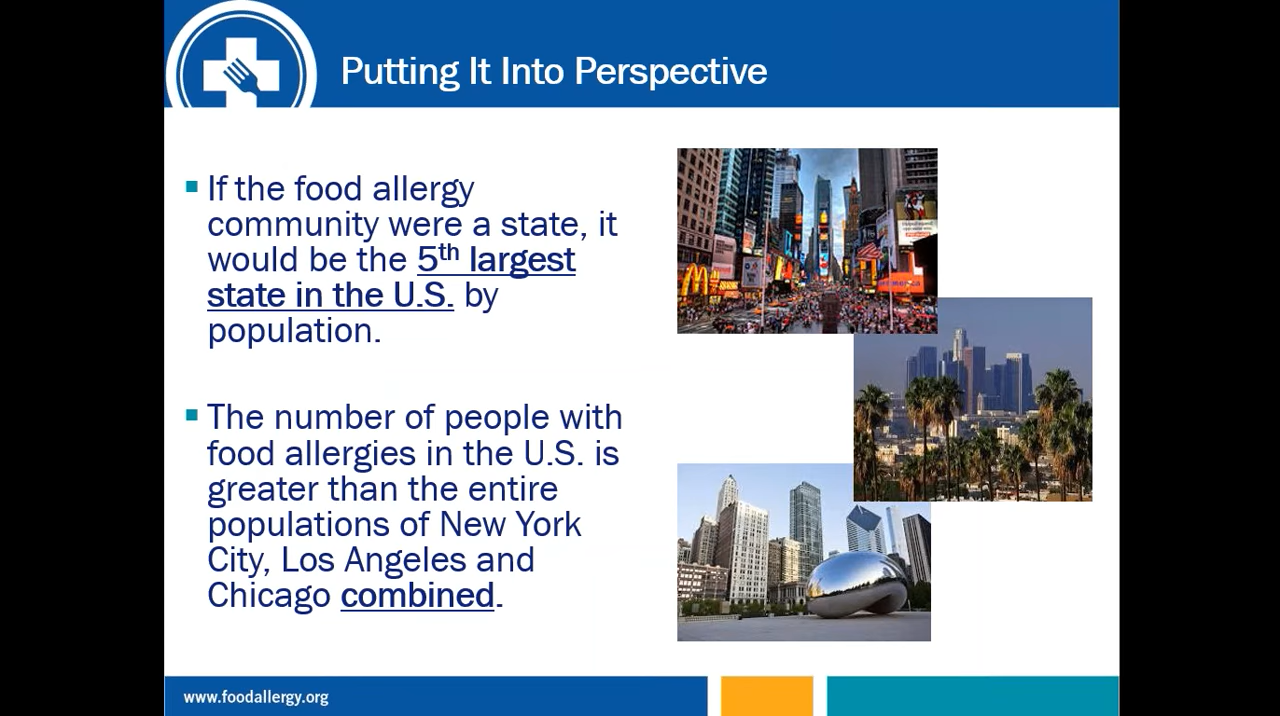 Putting It Into Perspective
If the food allergy
community were a state, it
would be the 5th largest
state in the U.S. by
population.
The number of people with
food allergies in the U.S. is
greater than the entire
populations of New York
City, Los Angeles and
Chicago combined.
www.foodallergy.org